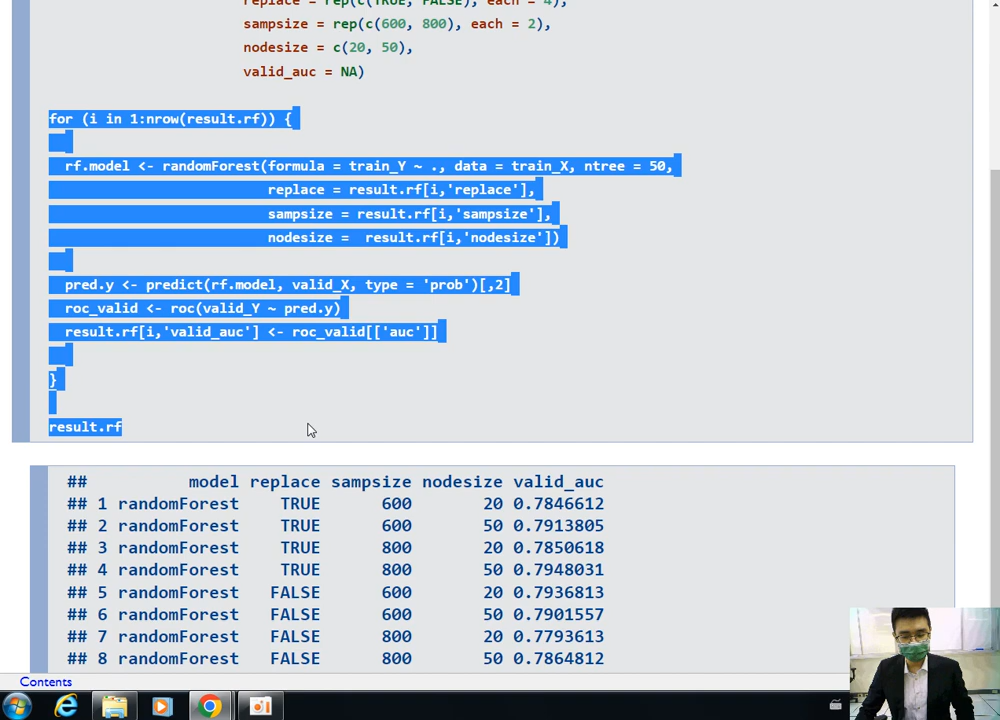 replace = rep(c(TRUE, FALSE), each = 4),
sampsize = rep(c(600, 800), each = 2),
nodesize = c(20, 50),
valid_auc = NA)
for (i in 1:nrow(result.rf)) {
rf.model <- randomForest(formula = train_Y ~ ., data = train_X, ntree = 50,
replace = result.rf[i,'replace'],
sampsize = result.rf[i,'sampsize'],
nodesize =  result.rf[i,'nodesize'])
pred.y <- predict(rf.model, valid_X, type = 'prob')[,2]
roc_valid <- roc(valid_Y ~ pred.y)
result.rf[i,'valid_auc'] <- roc_valid[['auc']]
}
result.rf
## model replace sampsize nodesize valid_auc
## 1 randomForest TRUE 600 20 0.7846612
## 2 randomForest TRUE 600 50 0.7913805
## 3 randomForest TRUE 800 20 0.7850618
## 4 randomForest TRUE 800 50 0.7948031
## 5 randomForest FALSE 600 20 0.7936813
## 6 randomForest FALSE 600 50 0.7901557
## 7 randomForest FALSE 800 20 0.7793613
## 8 randomForest FALSE 800 50 0.7864812
Contents